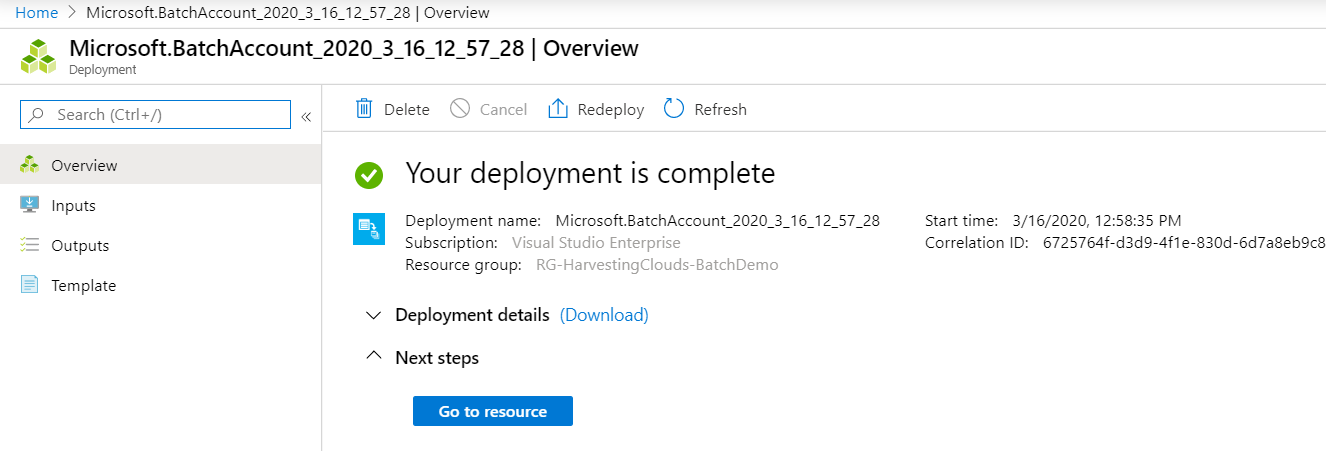 Home > Microsoft.BatchAccount_2020_3_16_12_57_28 | Overview
Microsoft.BatchAccount_2020_3_16_12_57_28 | Overview
Deployment
Search (Ctrl+/)
«
Delete
Cancel
Redeploy
Refresh
Overview
Inputs
Outputs
Template
Your deployment is complete
Deployment name: Microsoft.BatchAccount_2020_3_16_12_57_28
Subscription: Visual Studio Enterprise
Resource group: RG-HarvestingClouds-BatchDemo
Start time: 3/16/2020, 12:58:35 PM
Correlation ID: 6725764f-d3d9-4f1e-830d-6d7a8eb9c8
Deployment details (Download)
Next steps
Go to resource